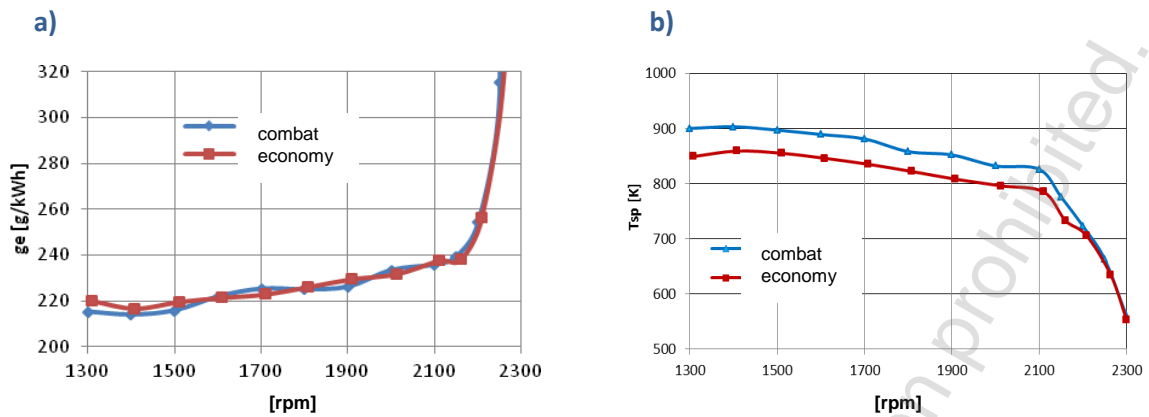 a)
320
300
280
260
240
220
200
ge [g/kWh]
combat
economy
1300
1500
1700
1900
2100
2300
[rpm]
b)
1000
900
800
700
600
500
Tsp [K]
combat
economy
1300
1500
1700
1900
2100
2300
[rpm]
prohibited.